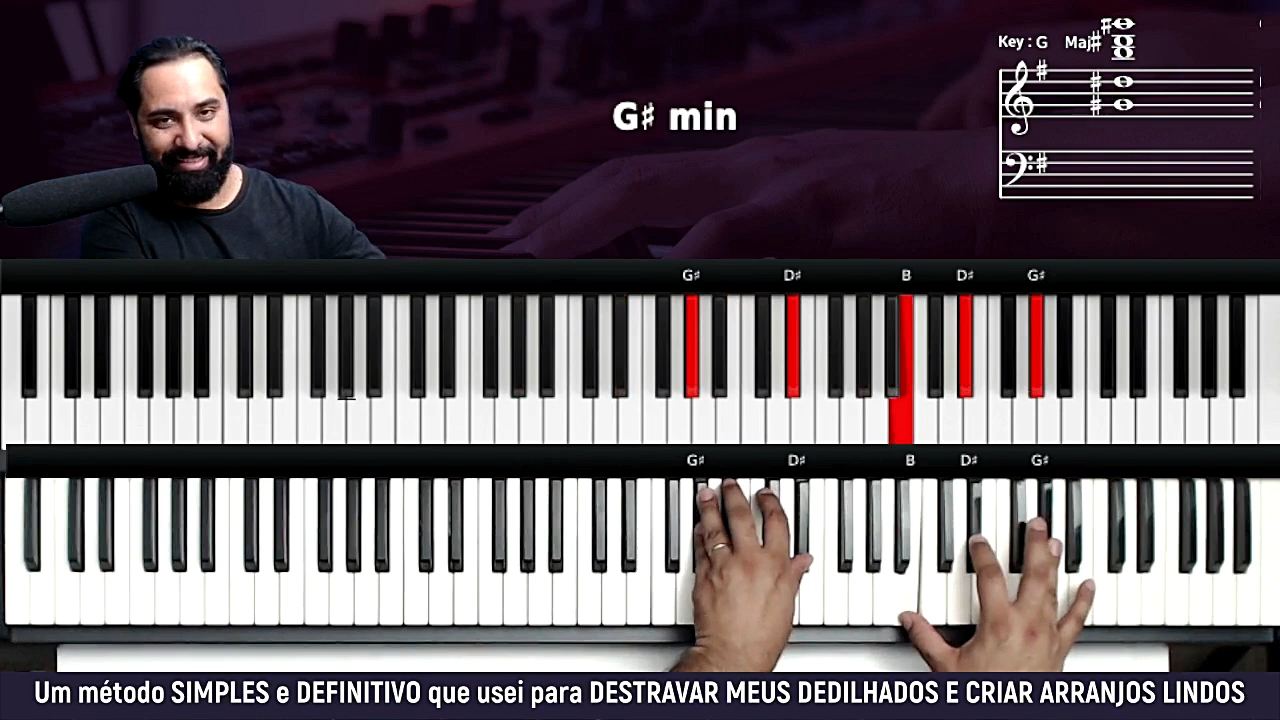 Key : G Maj
G♯ min
G♯ D♯ B D♯ G♯
G♯ D♯ B D♯ G♯
Um método SIMPLES e DEFINITIVO que usei para DESTRAVAR MEUS DEDILHADOS E CRIAR ARRANJOS LINDOS